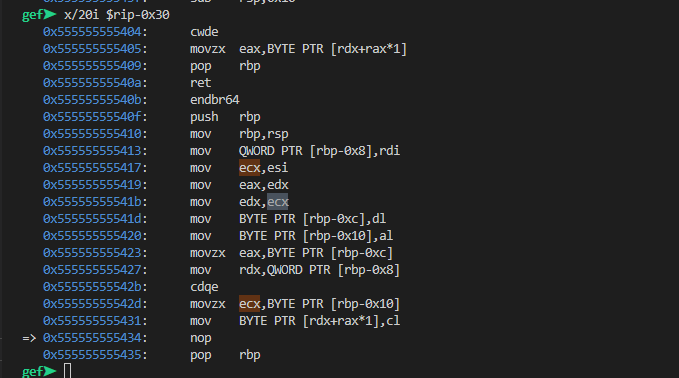 gef➤ x/20i $rip-0x30
0x555555555404: cwde
0x555555555405: movzx eax,BYTE PTR [rdx+rax*1]
0x555555555409: pop rbp
0x55555555540a: ret
0x55555555540b: endbr64
0x55555555540f: push rbp
0x555555555410: mov rbp,rsp
0x555555555413: mov QWORD PTR [rbp-0x8],rdi
0x555555555417: mov ecx,esi
0x555555555419: mov eax,edx
0x55555555541b: mov edx,ecx
0x55555555541d: mov BYTE PTR [rbp-0xc],dl
0x555555555420: mov BYTE PTR [rbp-0x10],al
0x555555555423: movzx eax,BYTE PTR [rbp-0xc]
0x555555555427: mov rdx,QWORD PTR [rbp-0x8]
0x55555555542b: cdqe
0x55555555542d: movzx ecx,BYTE PTR [rbp-0x10]
0x555555555431: mov BYTE PTR [rdx+rax*1],cl
=> 0x555555555434: nop
0x555555555435: pop rbp
gef➤